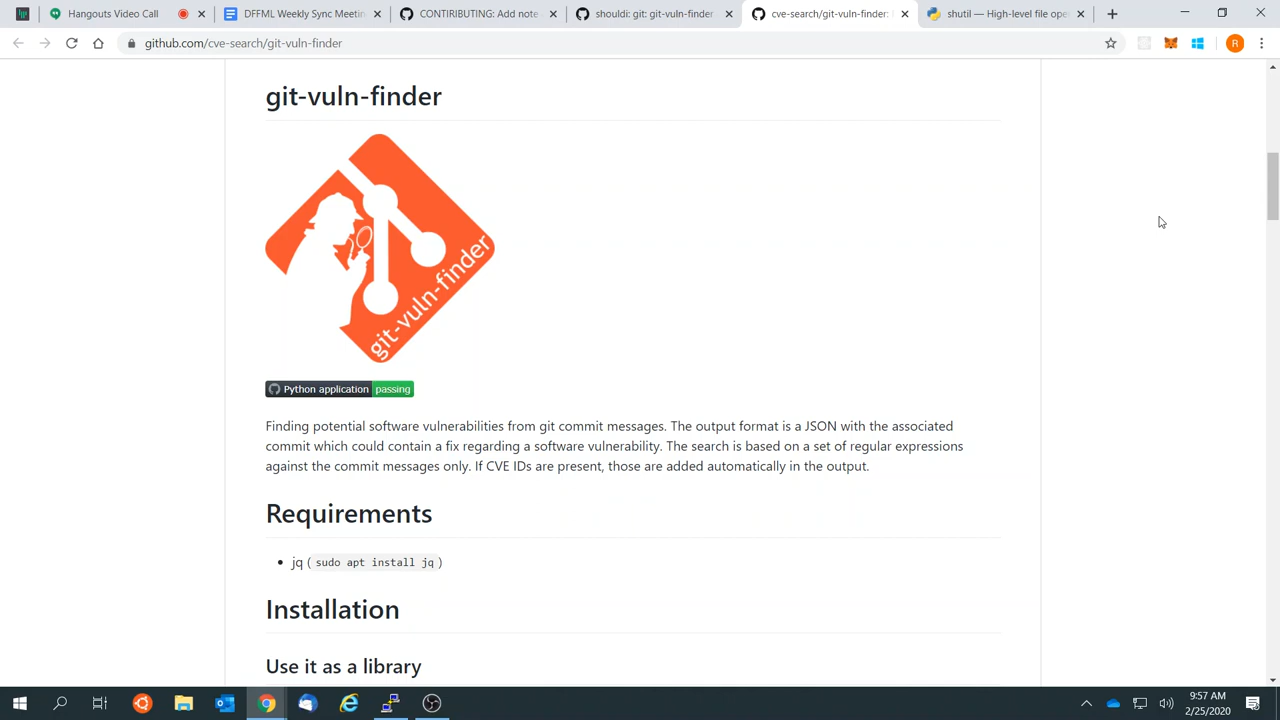 Hangouts Video Call
DFFML Weekly Sync Meetin
CONTRIBUTING: Add note
shouldi: git: git-vuln-finder
cve-search/git-vuln-finder:
shutil — High-level file ope
github.com/cve-search/git-vuln-finder
R
git-vuln-finder
git-vuln-finder
Python application passing
Finding potential software vulnerabilities from git commit messages. The output format is a JSON with the associated
commit which could contain a fix regarding a software vulnerability. The search is based on a set of regular expressions
against the commit messages only. If CVE IDs are present, those are added automatically in the output.
Requirements
• jq ( sudo apt install jq )
Installation
Use it as a library
9:57 AM
2/25/2020